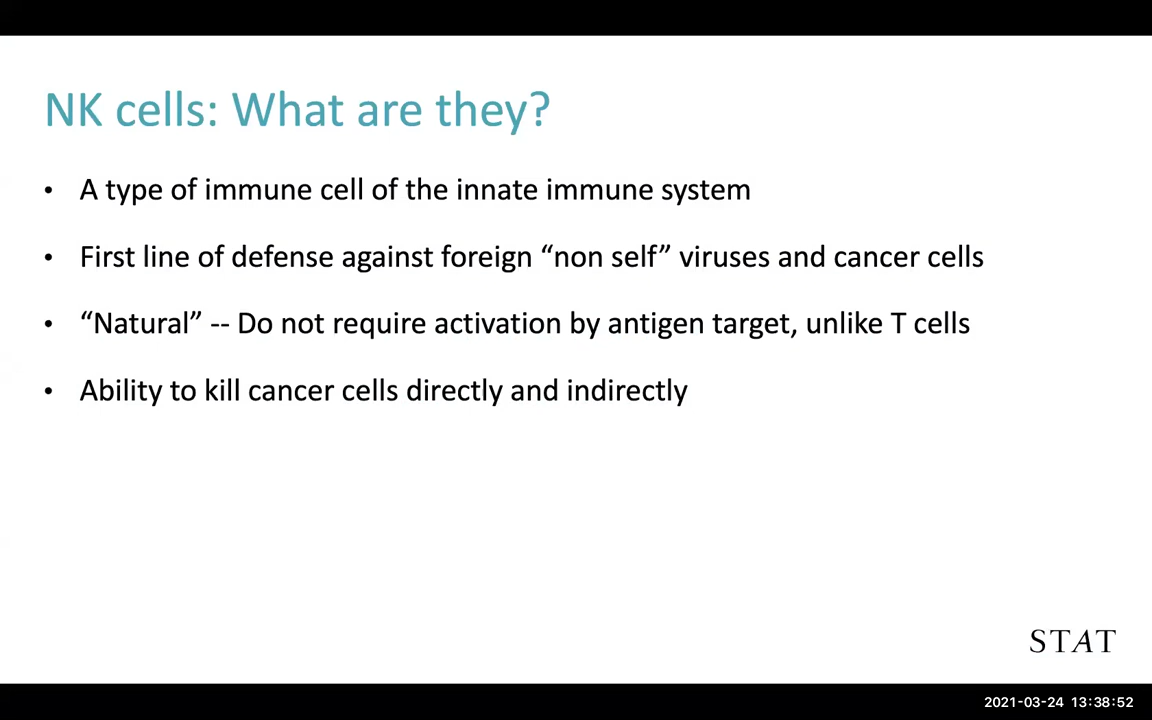 NK cells: What are they?
• A type of immune cell of the innate immune system
• First line of defense against foreign “non self” viruses and cancer cells
• “Natural” -- Do not require activation by antigen target, unlike T cells
• Ability to kill cancer cells directly and indirectly
STAT
2021-03-24 13:38:52